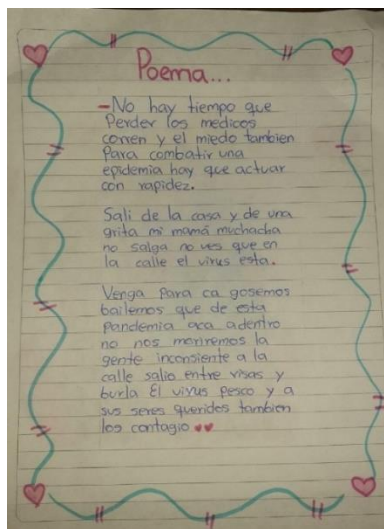 Poema...
-No hay tiempo que
Perder los medicos
corren y el miedo tambien
Para combatir una
epidemia hay que actuar
con rapidez.
Sali de la casa y de una
grita mi mamá muchacha
no salga no ves que en
la calle el virus esta.
Venga Para ca gosemos
bailemos que de esta
Pandemia aca adentro
no nos moriremos la
gente inconsiente a la
calle salio entre risas y
burla El virus pesco y a
sus seres queridos tambien
los contagio